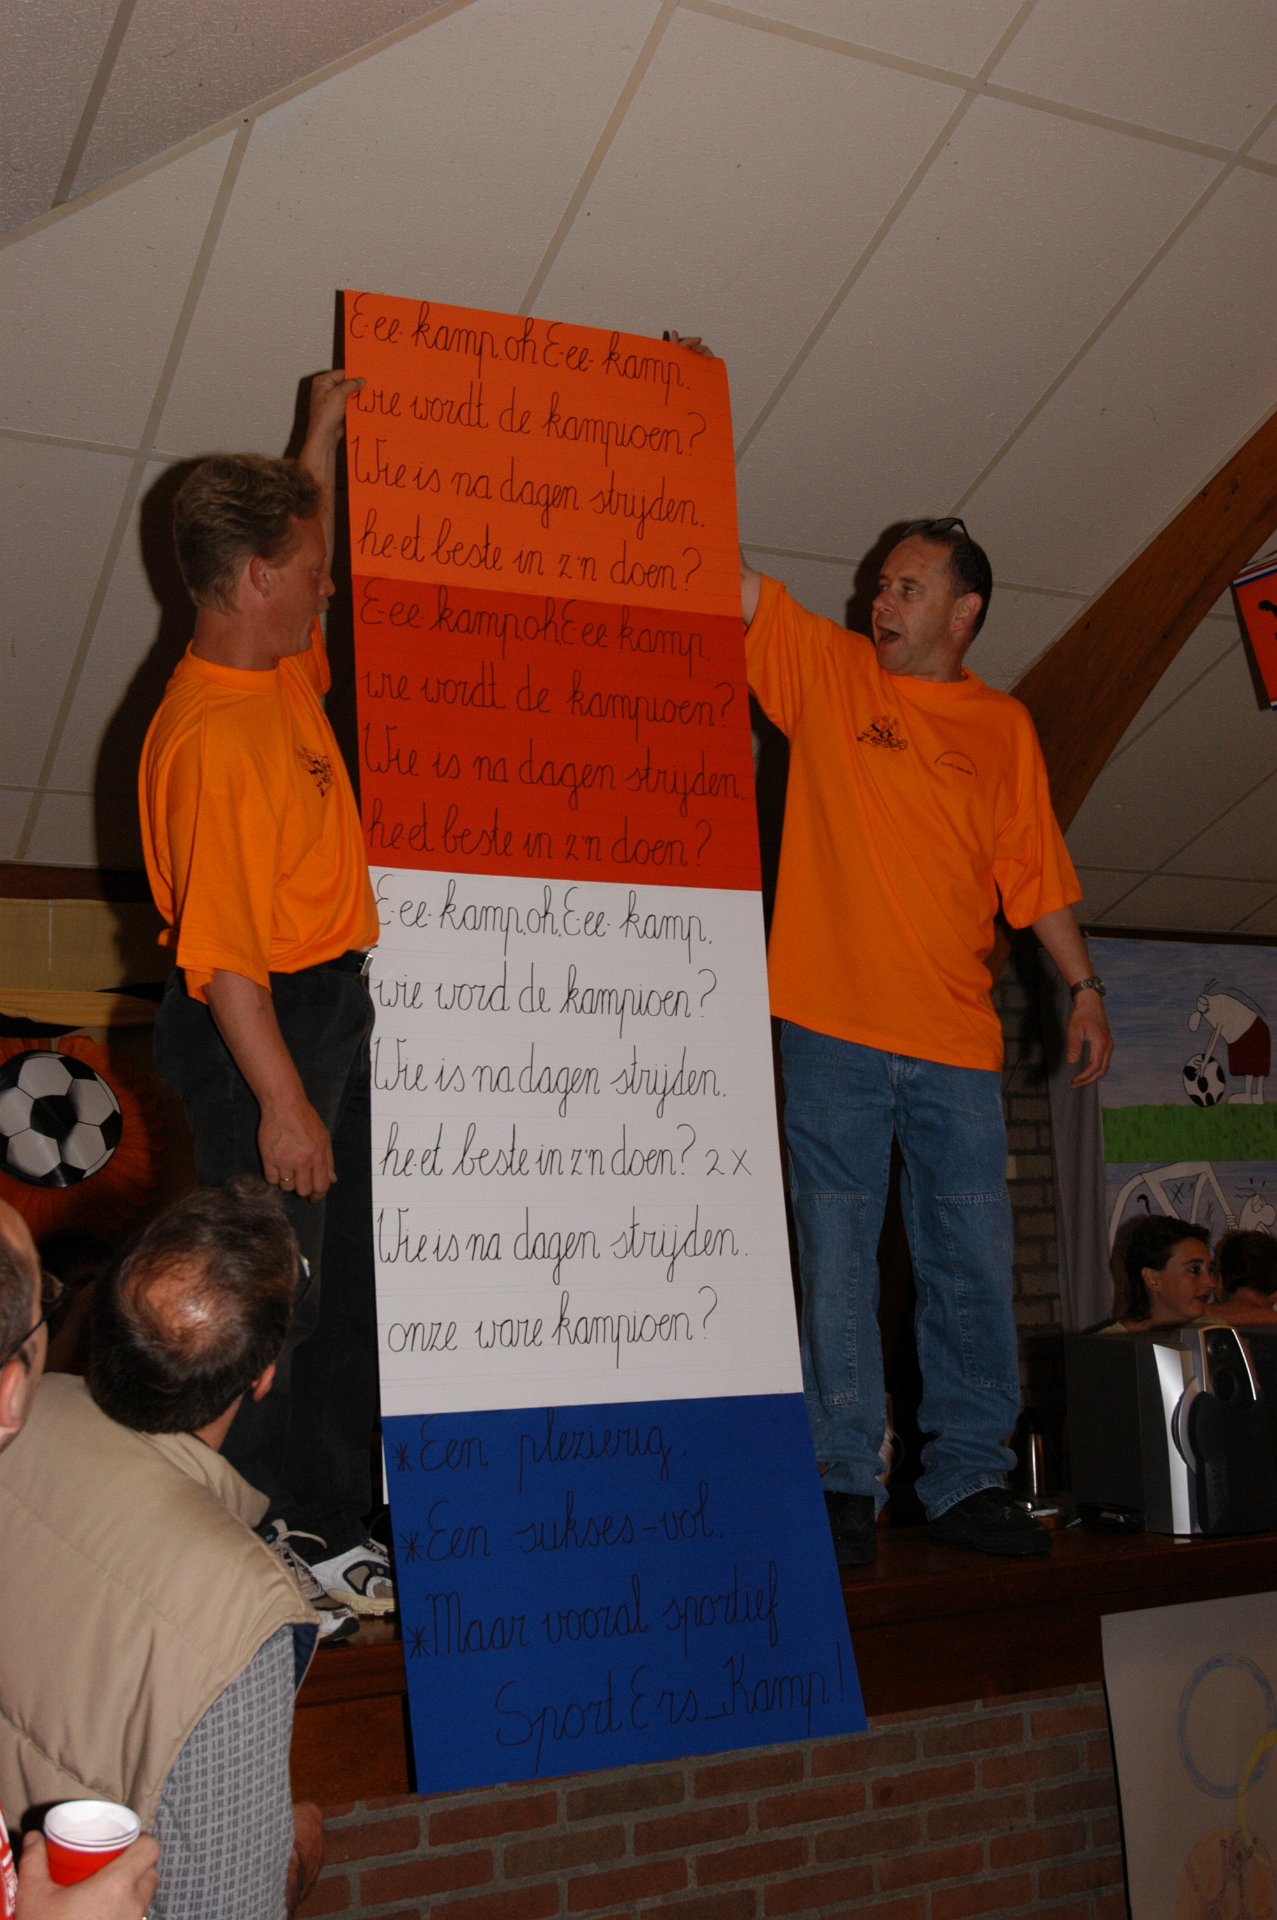 E-ee-kamp, oh E-ee-kamp,
wie wordt de kampioen?
Wie is na dagen strijden,
he-et beste in z'n doen?
E-ee kamp, oh E-ee-kamp,
wie wordt de kampioen?
Wie is na dagen strijden,
he-et beste in z'n doen?
E-ee-kamp, oh, E-ee-kamp,
wie word de kampioen?
Wie is na dagen strijden,
he-et beste in z'n doen? 2x
Wie is na dagen strijden,
onze ware kampioen?
*Een plezierig,
*Een sukses-vol,
*Maar vooral sportief
Sport E-rs_Kamp!